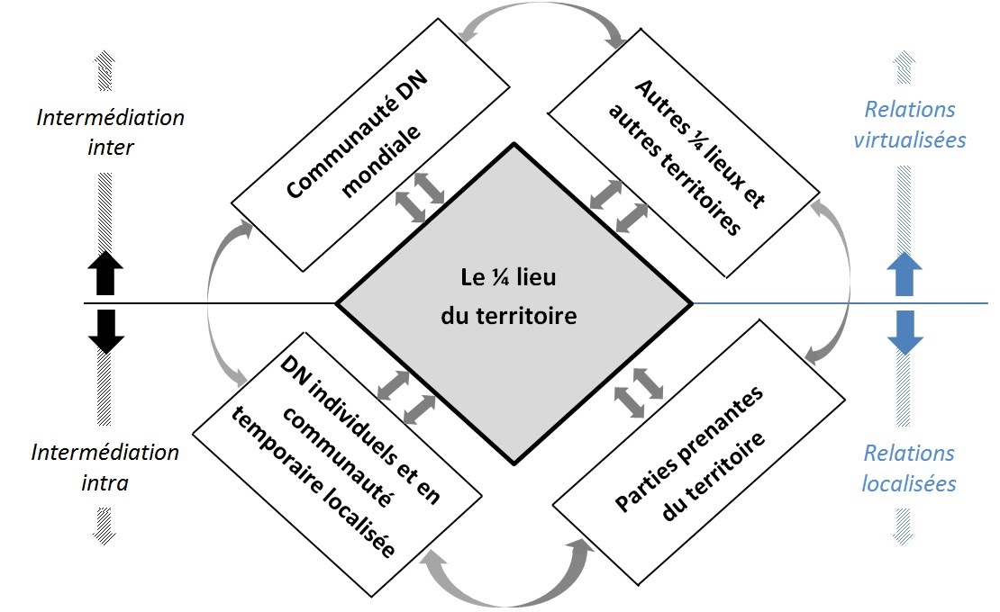 Communauté DN
mondiale
Autres ¼ lieux et
autres territoires
Intermédiation
inter
Relations
virtualisées
Le ¼ lieu
du territoire
DN individuels et en
communauté
temporaire localisée
Parties prenantes
du territoire
Intermédiation
intra
Relations
localisées